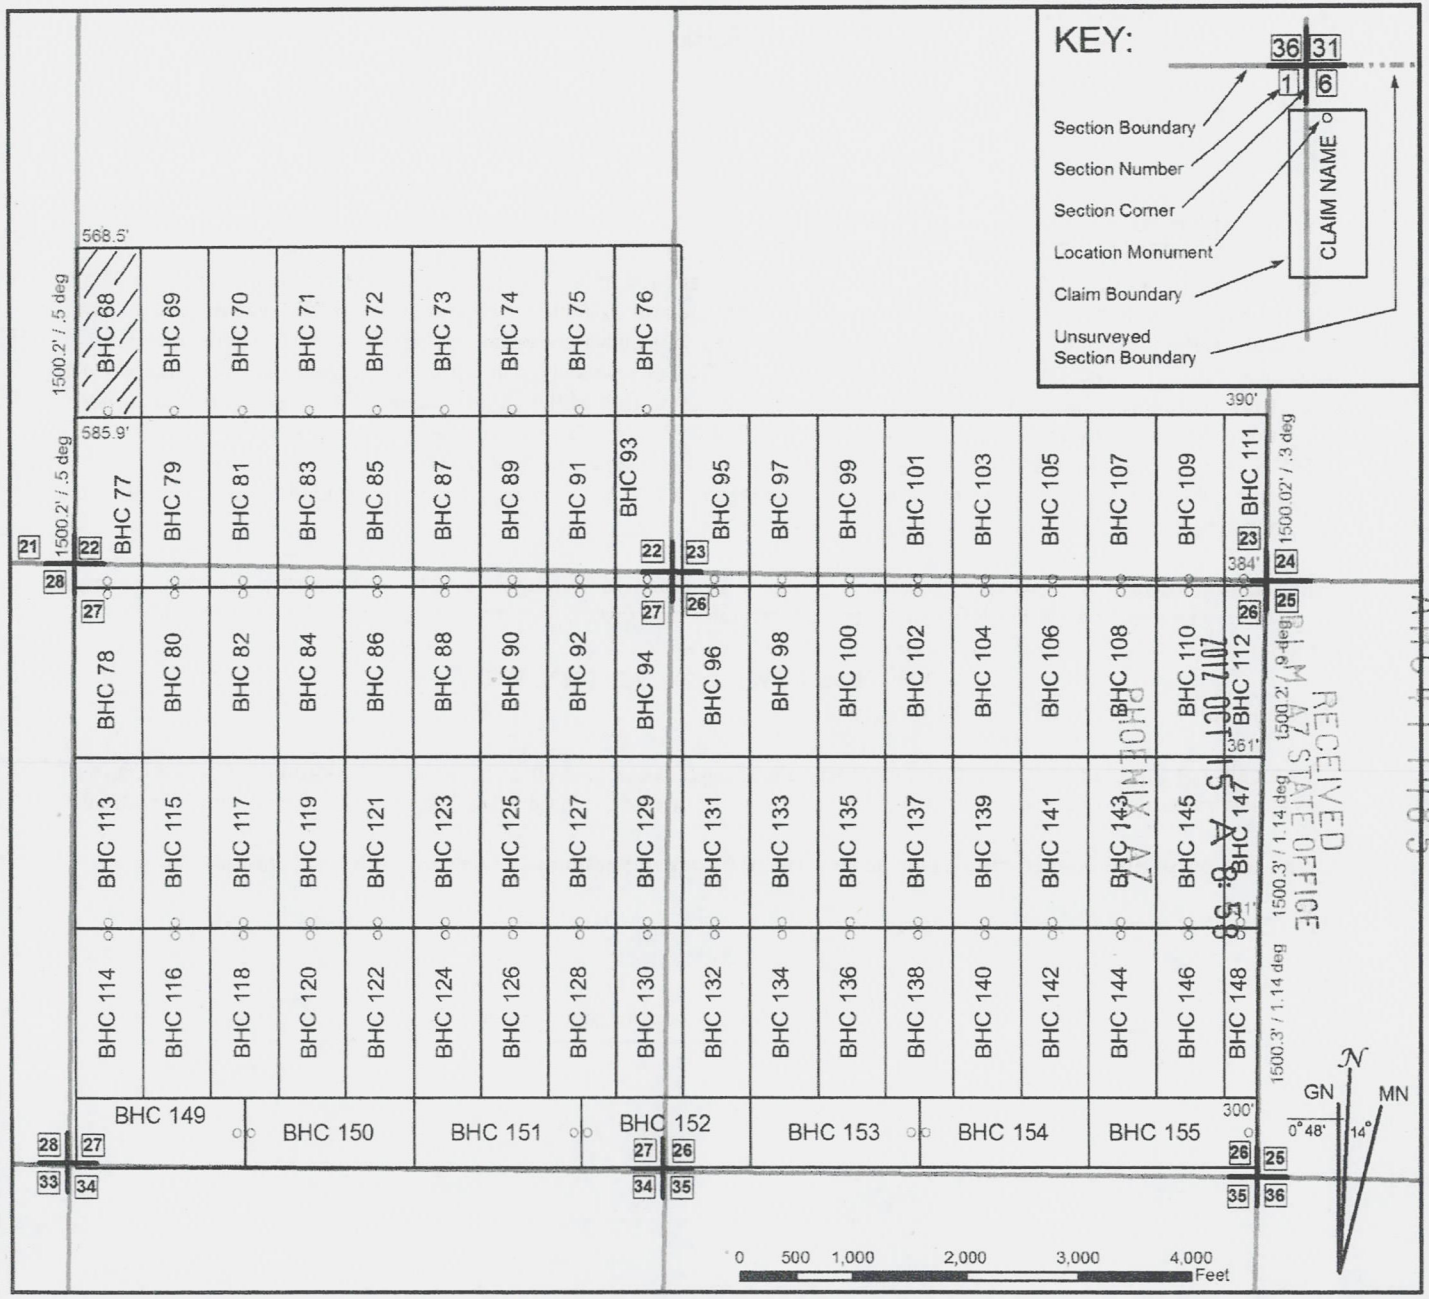 KEY:
36 31
1 6
Section Boundary
Section Number
Section Corner
Location Monument
Claim Boundary
Unsurveyed
Section Boundary
CLAIM NAME
568.5'
1500.2' / .5 deg
BHC 68
BHC 69
BHC 70
BHC 71
BHC 72
BHC 73
BHC 74
BHC 75
BHC 76
390'
585.9'
1500.2' / .5 deg
BHC 77
BHC 79
BHC 81
BHC 83
BHC 85
BHC 87
BHC 89
BHC 91
BHC 93
BHC 95
BHC 97
BHC 99
BHC 101
BHC 103
BHC 105
BHC 107
BHC 109
BHC 111
1500.02' / .3 deg
21 22
22 23
23 24
384'
28 27
27 26
26 25
BHC 78
BHC 80
BHC 82
BHC 84
BHC 86
BHC 88
BHC 90
BHC 92
BHC 94
BHC 96
BHC 98
BHC 100
BHC 102
BHC 104
BHC 106
BHC 108
BHC 110
BHC 112
1500.2' / .9 deg
361'
BHC 113
BHC 115
BHC 117
BHC 119
BHC 121
BHC 123
BHC 125
BHC 127
BHC 129
BHC 131
BHC 133
BHC 135
BHC 137
BHC 139
BHC 141
BHC 143
BHC 145
BHC 147
1500.3' / 1.14 deg
BHC 114
BHC 116
BHC 118
BHC 120
BHC 122
BHC 124
BHC 126
BHC 128
BHC 130
BHC 132
BHC 134
BHC 136
BHC 138
BHC 140
BHC 142
BHC 144
BHC 146
BHC 148
1500.3' / 1.14 deg
300'
BHC 149
BHC 150
BHC 151
BHC 152
BHC 153
BHC 154
BHC 155
28 27
27 26
26 25
33 34
34 35
35 36
RECEIVED
BLM AZ STATE OFFICE
2012 OCT 15 A 8:58
PHOENIX AZ
N
GN
MN
0°48'
14°
0 500 1,000 2,000 3,000 4,000
Feet